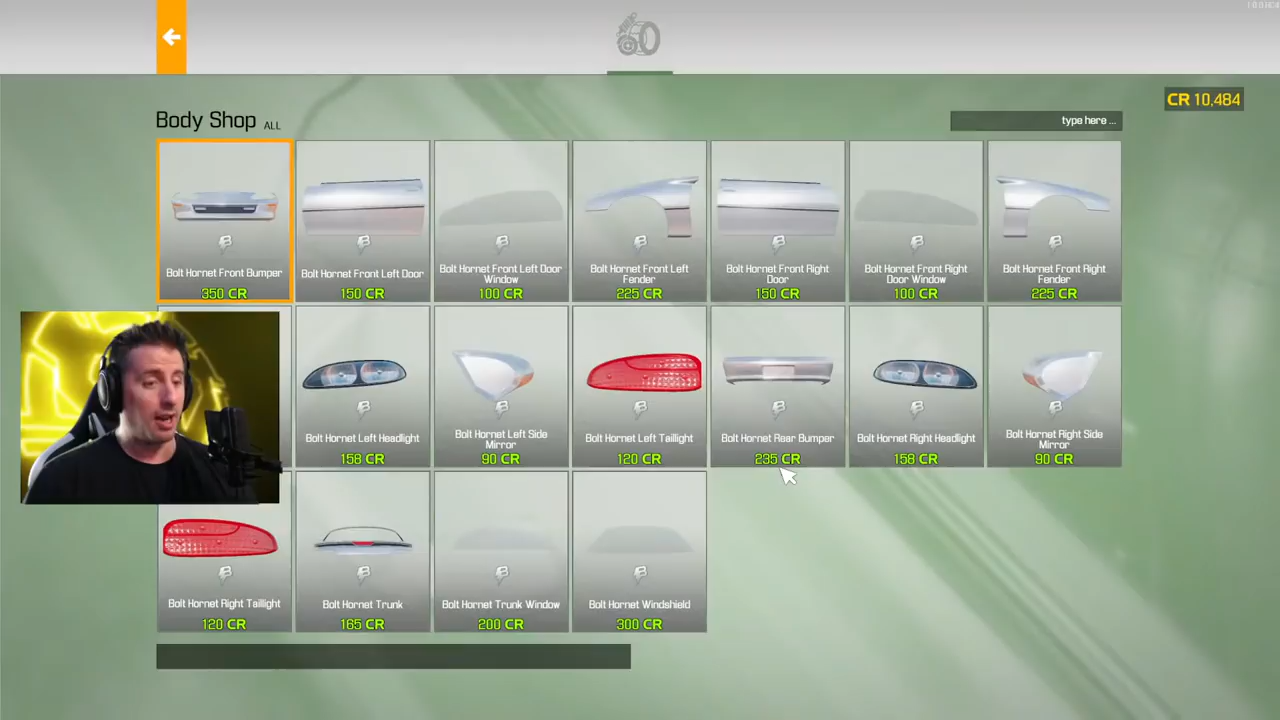 CR 10,484
Body Shop ALL
type here ...
Bolt Hornet Front Bumper
350 CR
Bolt Hornet Front Left Door
150 CR
Bolt Hornet Front Left Door
Window
100 CR
Bolt Hornet Front Left
Fender
225 CR
Bolt Hornet Front Right
Door
150 CR
Bolt Hornet Front Right
Door Window
100 CR
Bolt Hornet Front Right
Fender
225 CR
Bolt Hornet Left Headlight
158 CR
Bolt Hornet Left Side
Mirror
90 CR
Bolt Hornet Left Taillight
120 CR
Bolt Hornet Rear Bumper
235 CR
Bolt Hornet Right Headlight
158 CR
Bolt Hornet Right Side
Mirror
90 CR
Bolt Hornet Right Taillight
120 CR
Bolt Hornet Trunk
165 CR
Bolt Hornet Trunk Window
200 CR
Bolt Hornet Windshield
300 CR